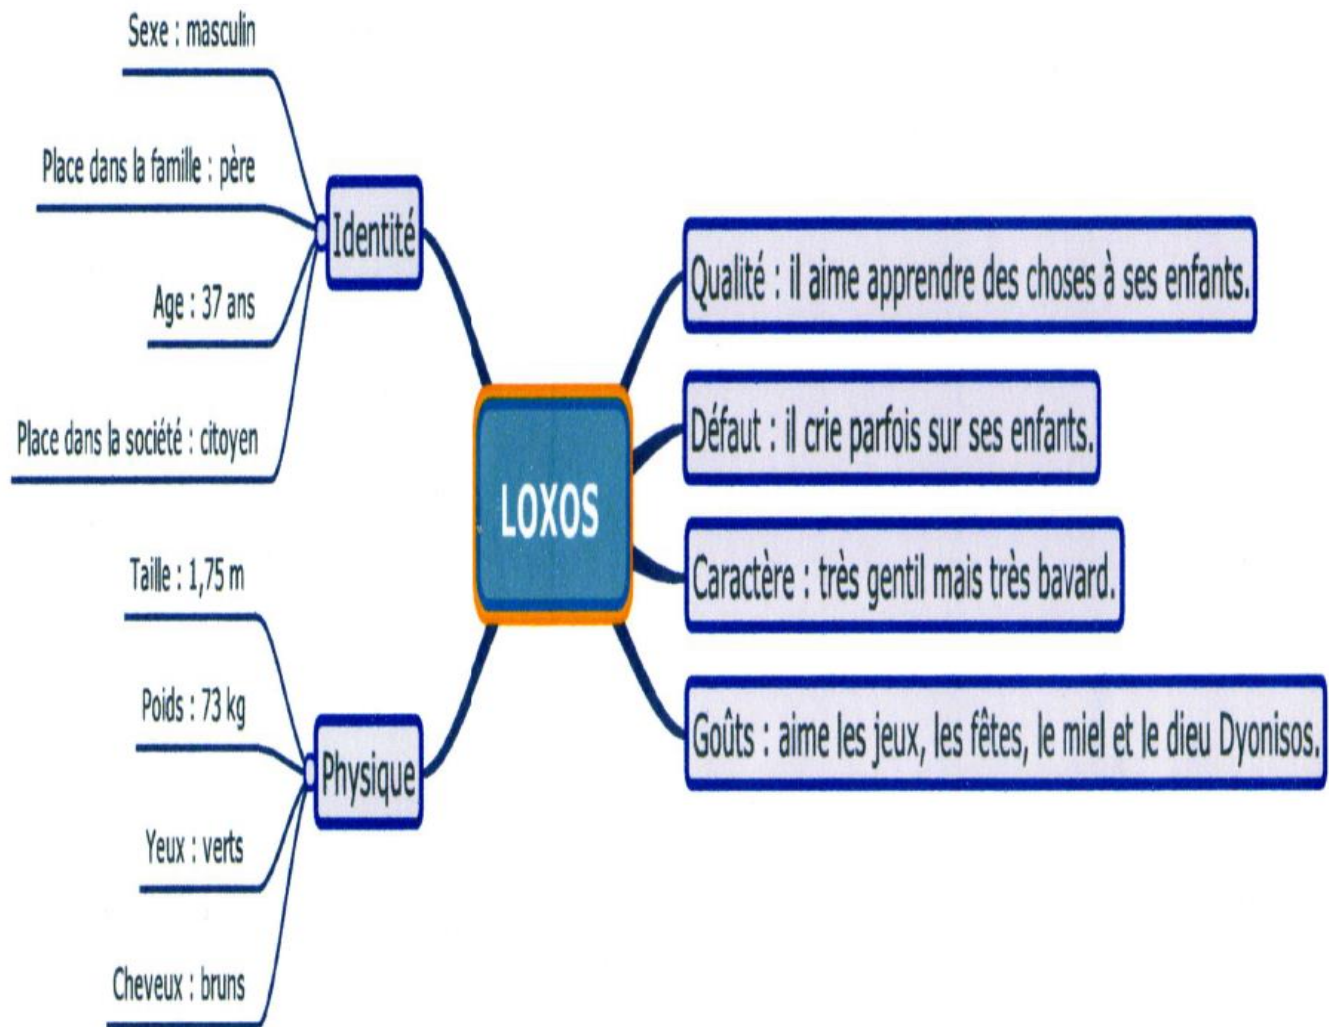 Sexe : masculin
Place dans la famille : père
Identité
Age : 37 ans
Place dans la société : citoyen
LOXOS
Taille : 1,75 m
Poids : 73 kg
Physique
Yeux : verts
Cheveux : bruns
Qualité : il aime apprendre des choses à ses enfants.
Défaut : il crie parfois sur ses enfants.
Caractère : très gentil mais très bavard.
Goûts : aime les jeux, les fêtes, le miel et le dieu Dyonisos.